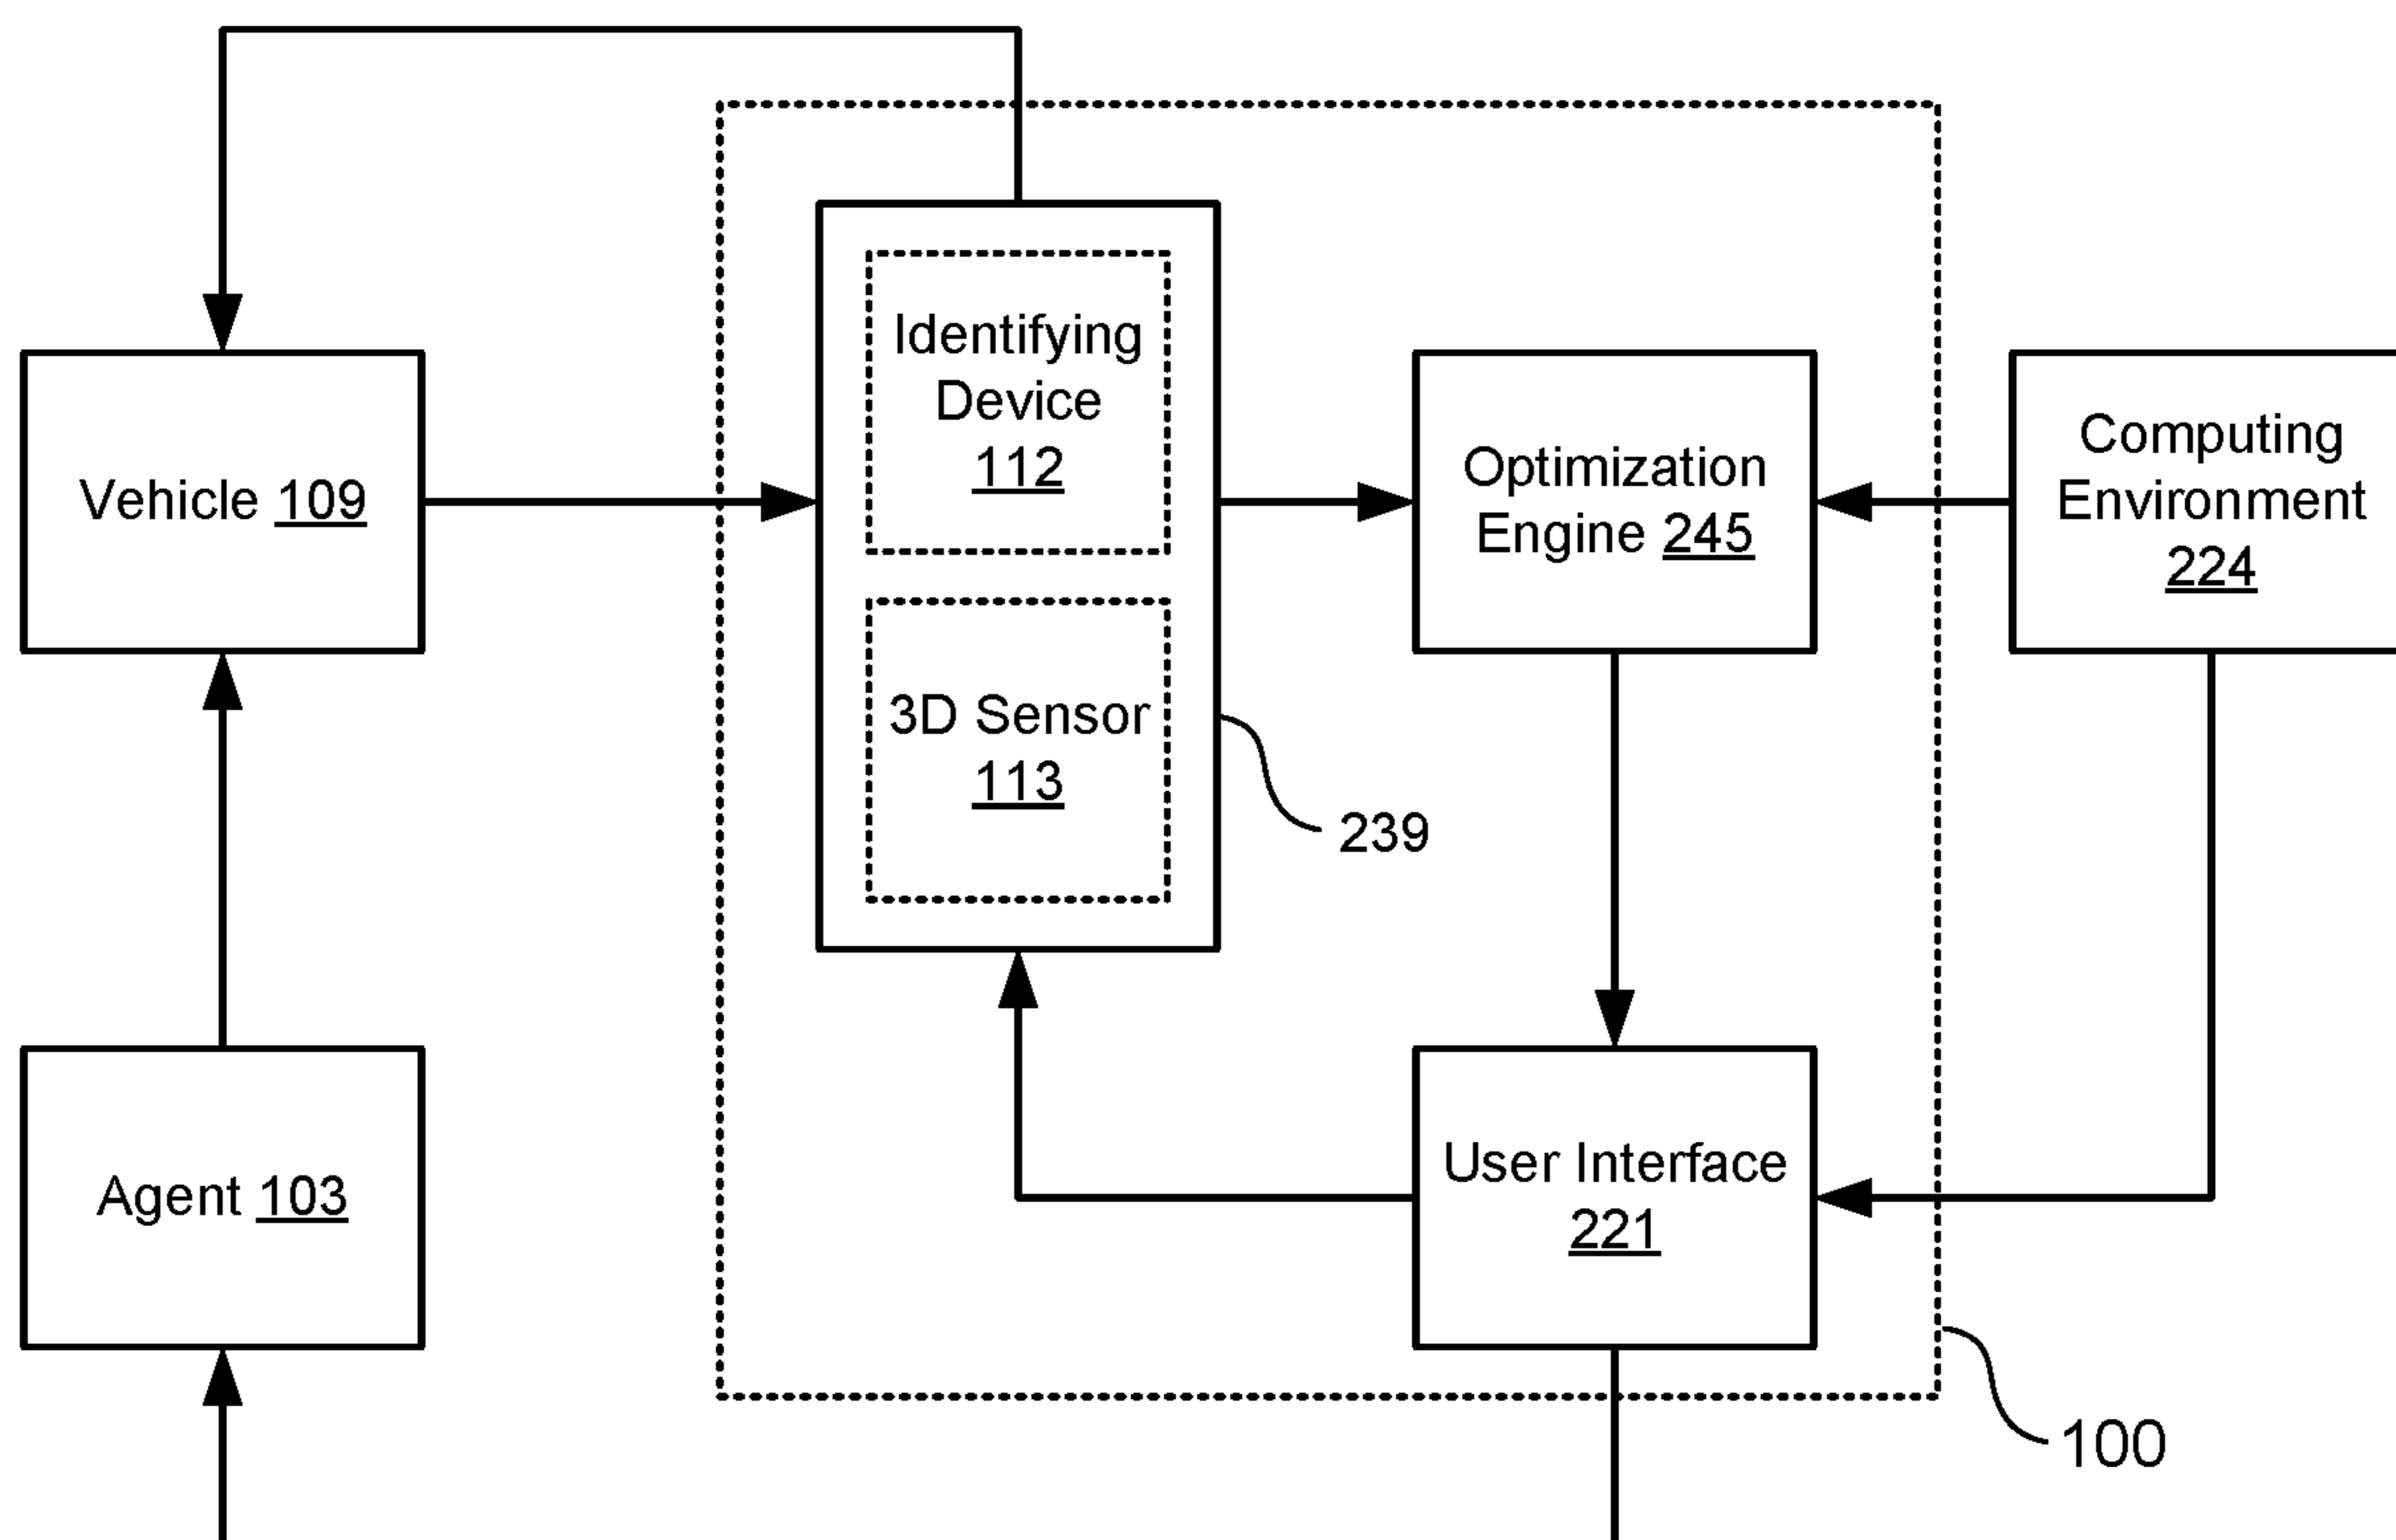 Identifying
Device
112
Vehicle 109
Optimization
Engine 245
Computing
Environment
224
3D Sensor
113
239
Agent 103
User Interface
221
100